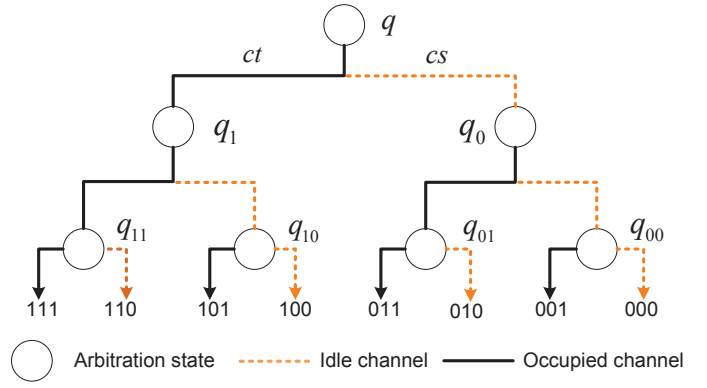 q
ct cs
q₁ q₀
q₁₁ q₁₀ q₀₁ q₀₀
111 110 101 100 011 010 001 000
Arbitration state Idle channel Occupied channel